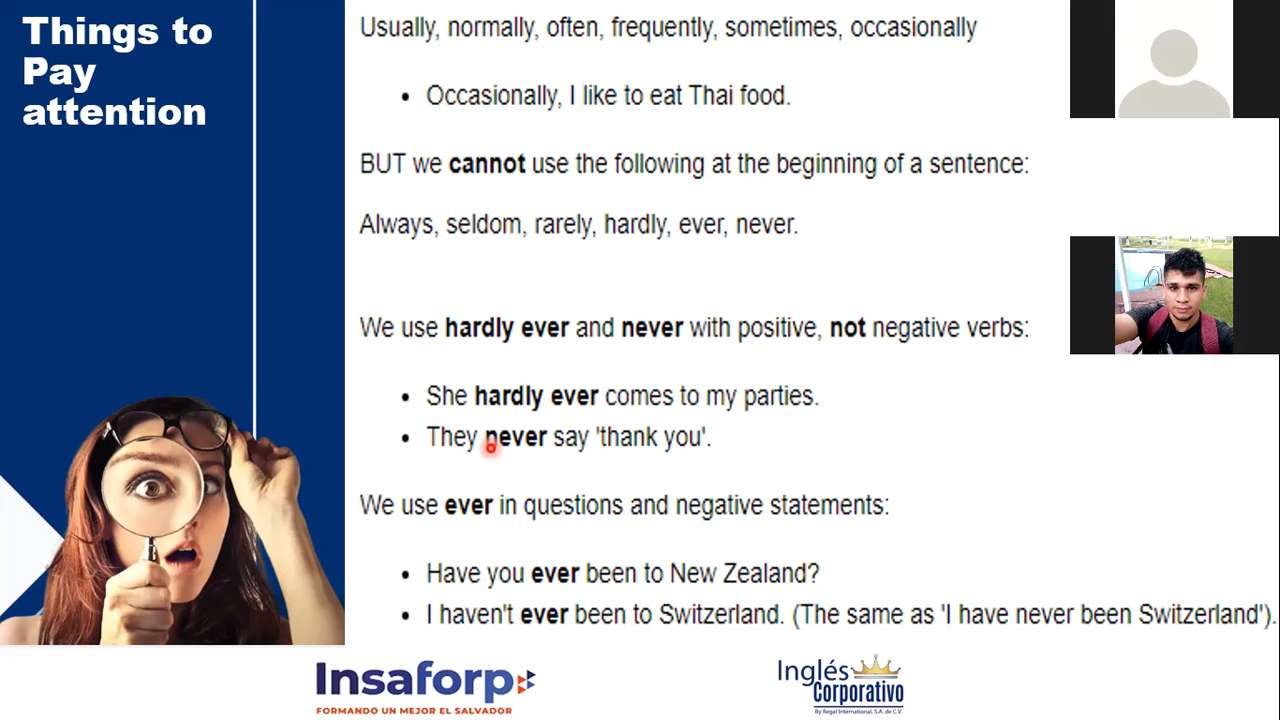 Things to
Pay
attention
Usually, normally, often, frequently, sometimes, occasionally
• Occasionally, I like to eat Thai food.
BUT we cannot use the following at the beginning of a sentence:
Always, seldom, rarely, hardly, ever, never.
We use hardly ever and never with positive, not negative verbs:
• She hardly ever comes to my parties.
• They never say 'thank you'.
We use ever in questions and negative statements:
• Have you ever been to New Zealand?
• I haven't ever been to Switzerland. (The same as 'I have never been Switzerland').
Insaforp
FORMANDO UN MEJOR EL SALVADOR
Inglés
Corporativo
By Regal International, S.A. de C.V.